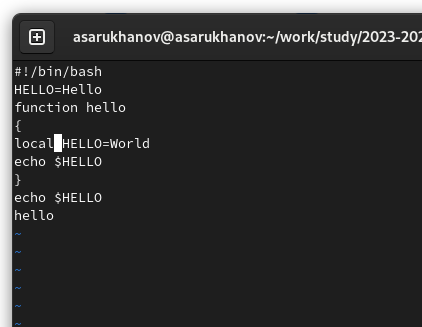 asarukhanov@asarukhanov:~/work/study/2023-202
#!/bin/bash
HELLO=Hello
function hello
{
local HELLO=World
echo $HELLO
}
echo $HELLO
hello
~
~
~
~
~
~